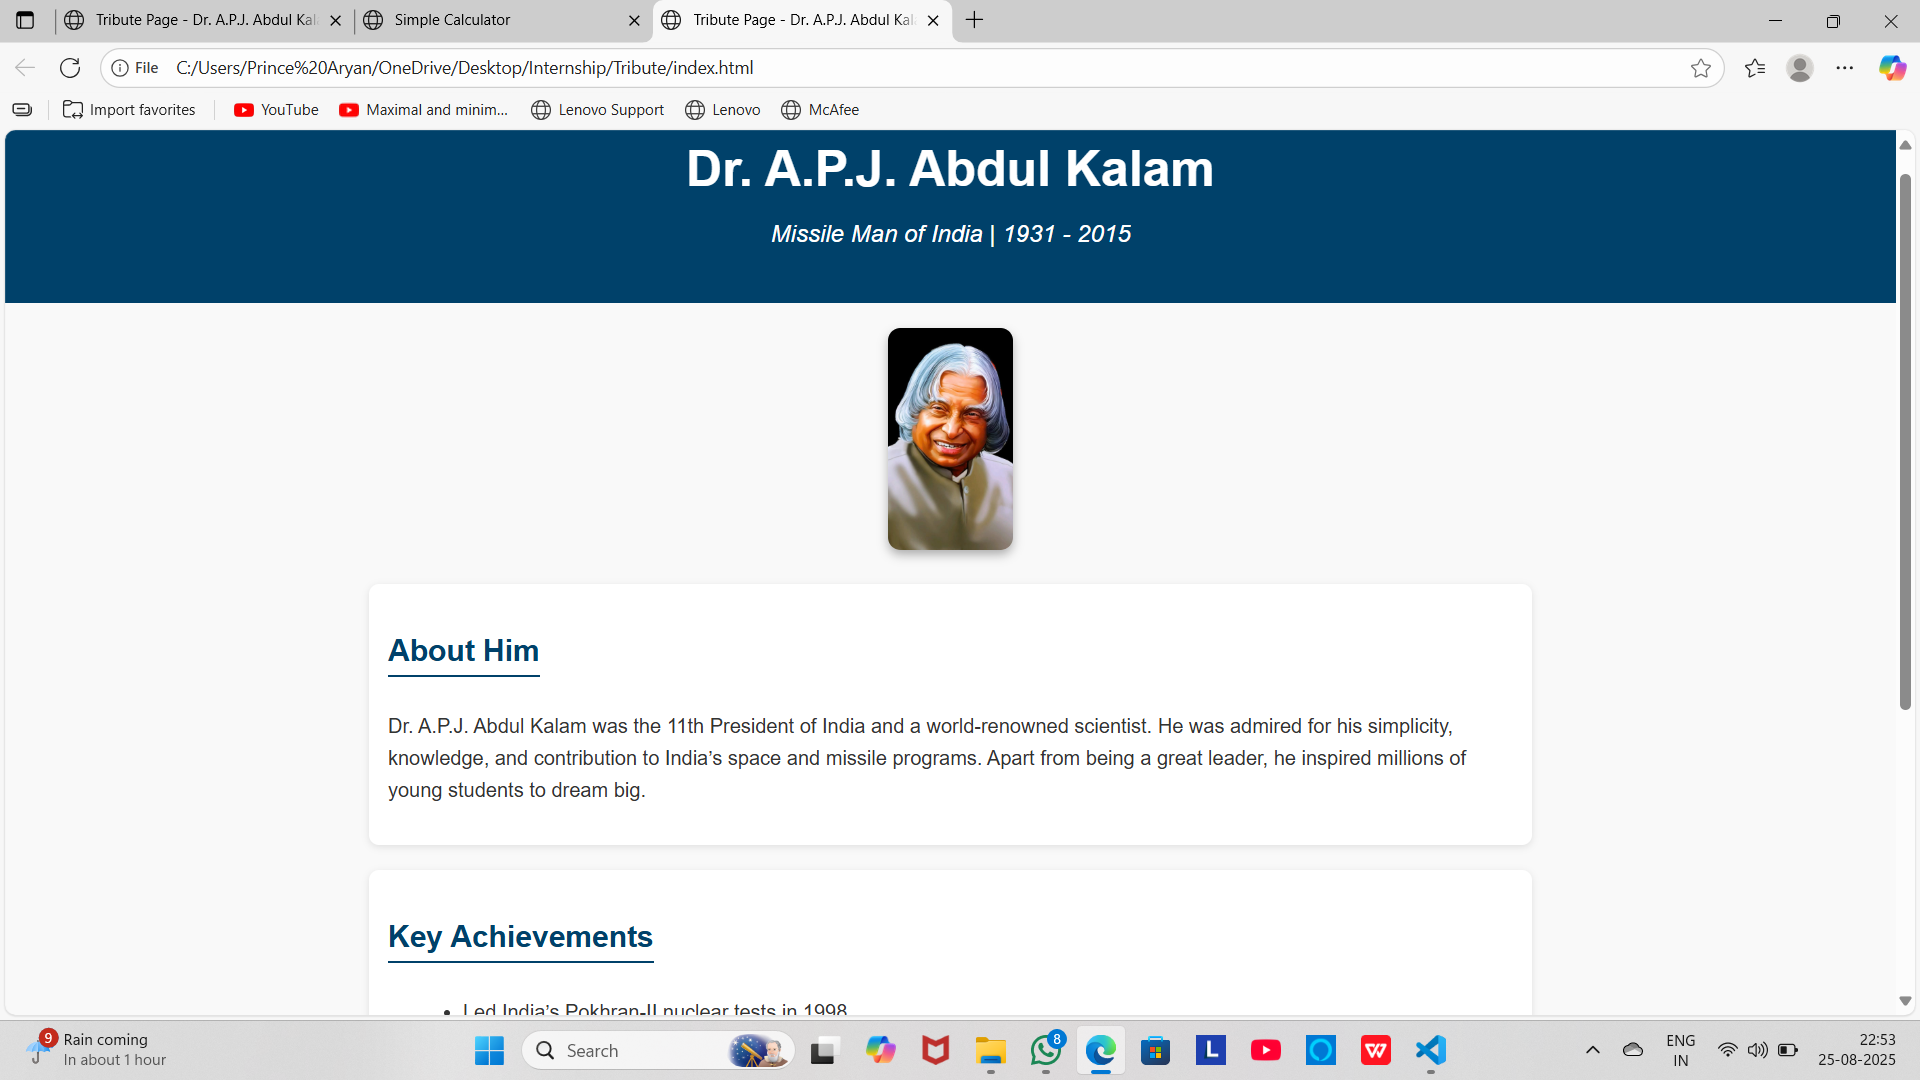 Tribute Page - Dr. A.P.J. Abdul Kal
Simple Calculator
Tribute Page - Dr. A.P.J. Abdul Kal
File
C:/Users/Prince%20Aryan/OneDrive/Desktop/Internship/Tribute/index.html
Import favorites
YouTube
Maximal and minim...
Lenovo Support
Lenovo
McAfee
Dr. A.P.J. Abdul Kalam
Missile Man of India | 1931 - 2015
About Him
Dr. A.P.J. Abdul Kalam was the 11th President of India and a world-renowned scientist. He was admired for his simplicity,
knowledge, and contribution to India’s space and missile programs. Apart from being a great leader, he inspired millions of
young students to dream big.
Key Achievements
Led India’s Pokhran-II nuclear tests in 1998
9
Rain coming
In about 1 hour
Search
8
L
W
ENG
IN
22:53
25-08-2025